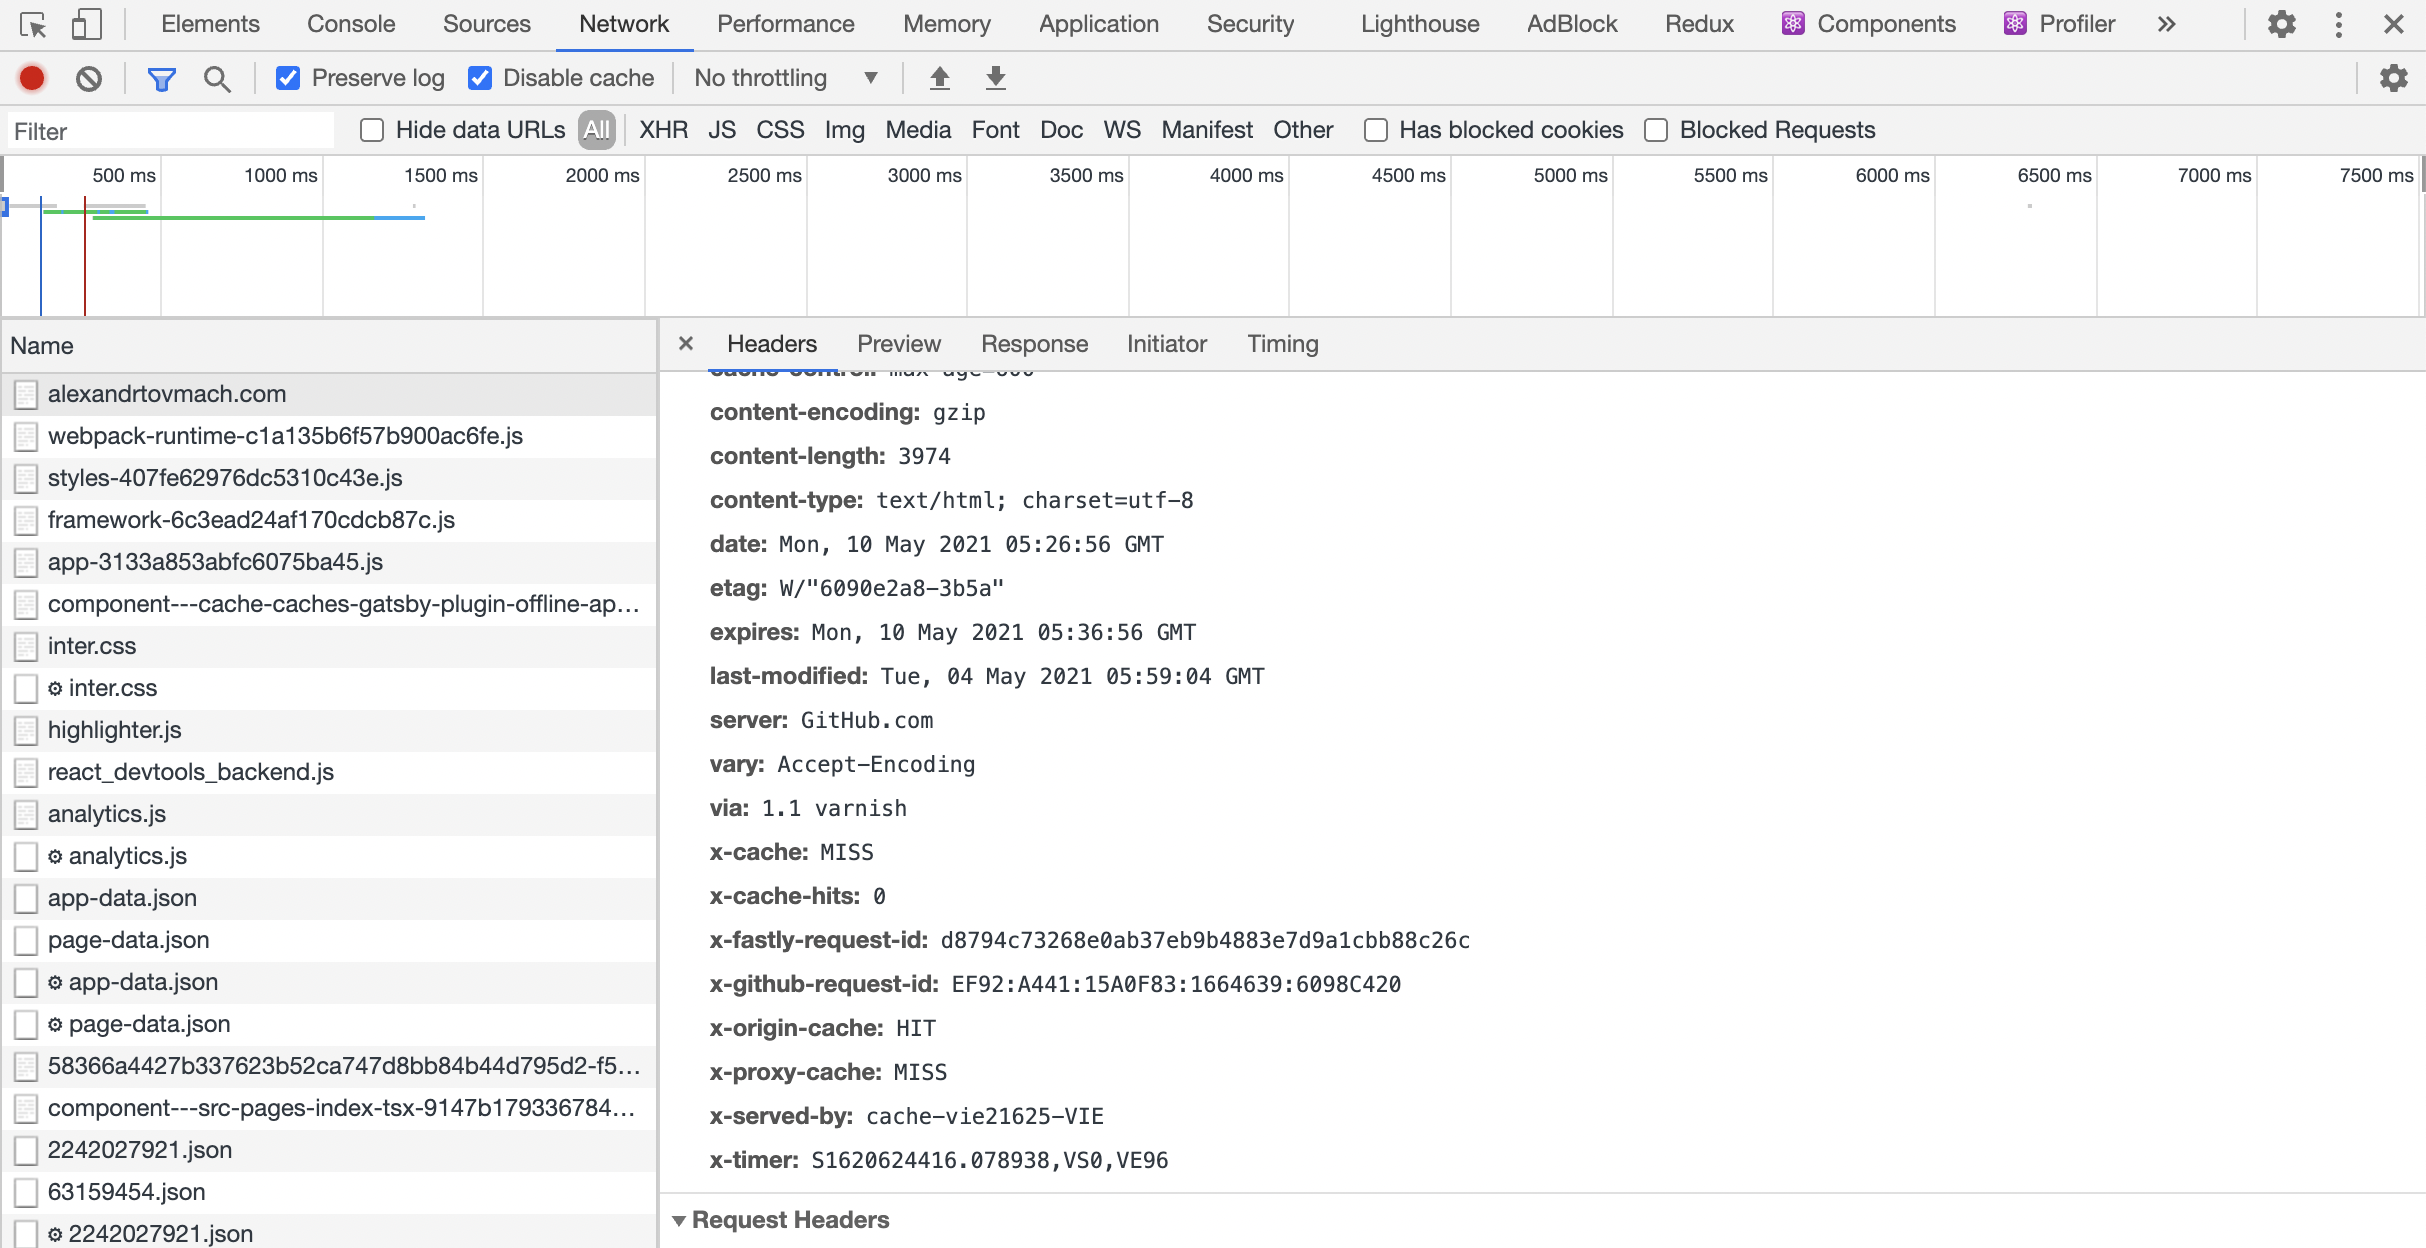 Elements Console Sources Network Performance Memory Application Security Lighthouse AdBlock Redux Components Profiler »
Preserve log Disable cache No throttling ▼
Filter Hide data URLs All XHR JS CSS Img Media Font Doc WS Manifest Other Has blocked cookies Blocked Requests
500 ms 1000 ms 1500 ms 2000 ms 2500 ms 3000 ms 3500 ms 4000 ms 4500 ms 5000 ms 5500 ms 6000 ms 6500 ms 7000 ms 7500 ms
Name
alexandrtovmach.com
webpack-runtime-c1a135b6f57b900ac6fe.js
styles-407fe62976dc5310c43e.js
framework-6c3ead24af170cdcb87c.js
app-3133a853abfc6075ba45.js
component---cache-caches-gatsby-plugin-offline-ap...
inter.css
⚙ inter.css
highlighter.js
react_devtools_backend.js
analytics.js
⚙ analytics.js
app-data.json
page-data.json
⚙ app-data.json
⚙ page-data.json
58366a4427b337623b52ca747d8bb84b44d795d2-f5...
component---src-pages-index-tsx-9147b179336784...
2242027921.json
63159454.json
⚙ 2242027921.json
× Headers Preview Response Initiator Timing
cache-control: max-age=600
content-encoding: gzip
content-length: 3974
content-type: text/html; charset=utf-8
date: Mon, 10 May 2021 05:26:56 GMT
etag: W/"6090e2a8-3b5a"
expires: Mon, 10 May 2021 05:36:56 GMT
last-modified: Tue, 04 May 2021 05:59:04 GMT
server: GitHub.com
vary: Accept-Encoding
via: 1.1 varnish
x-cache: MISS
x-cache-hits: 0
x-fastly-request-id: d8794c73268e0ab37eb9b4883e7d9a1cbb88c26c
x-github-request-id: EF92:A441:15A0F83:1664639:6098C420
x-origin-cache: HIT
x-proxy-cache: MISS
x-served-by: cache-vie21625-VIE
x-timer: S1620624416.078938,VS0,VE96
▼ Request Headers